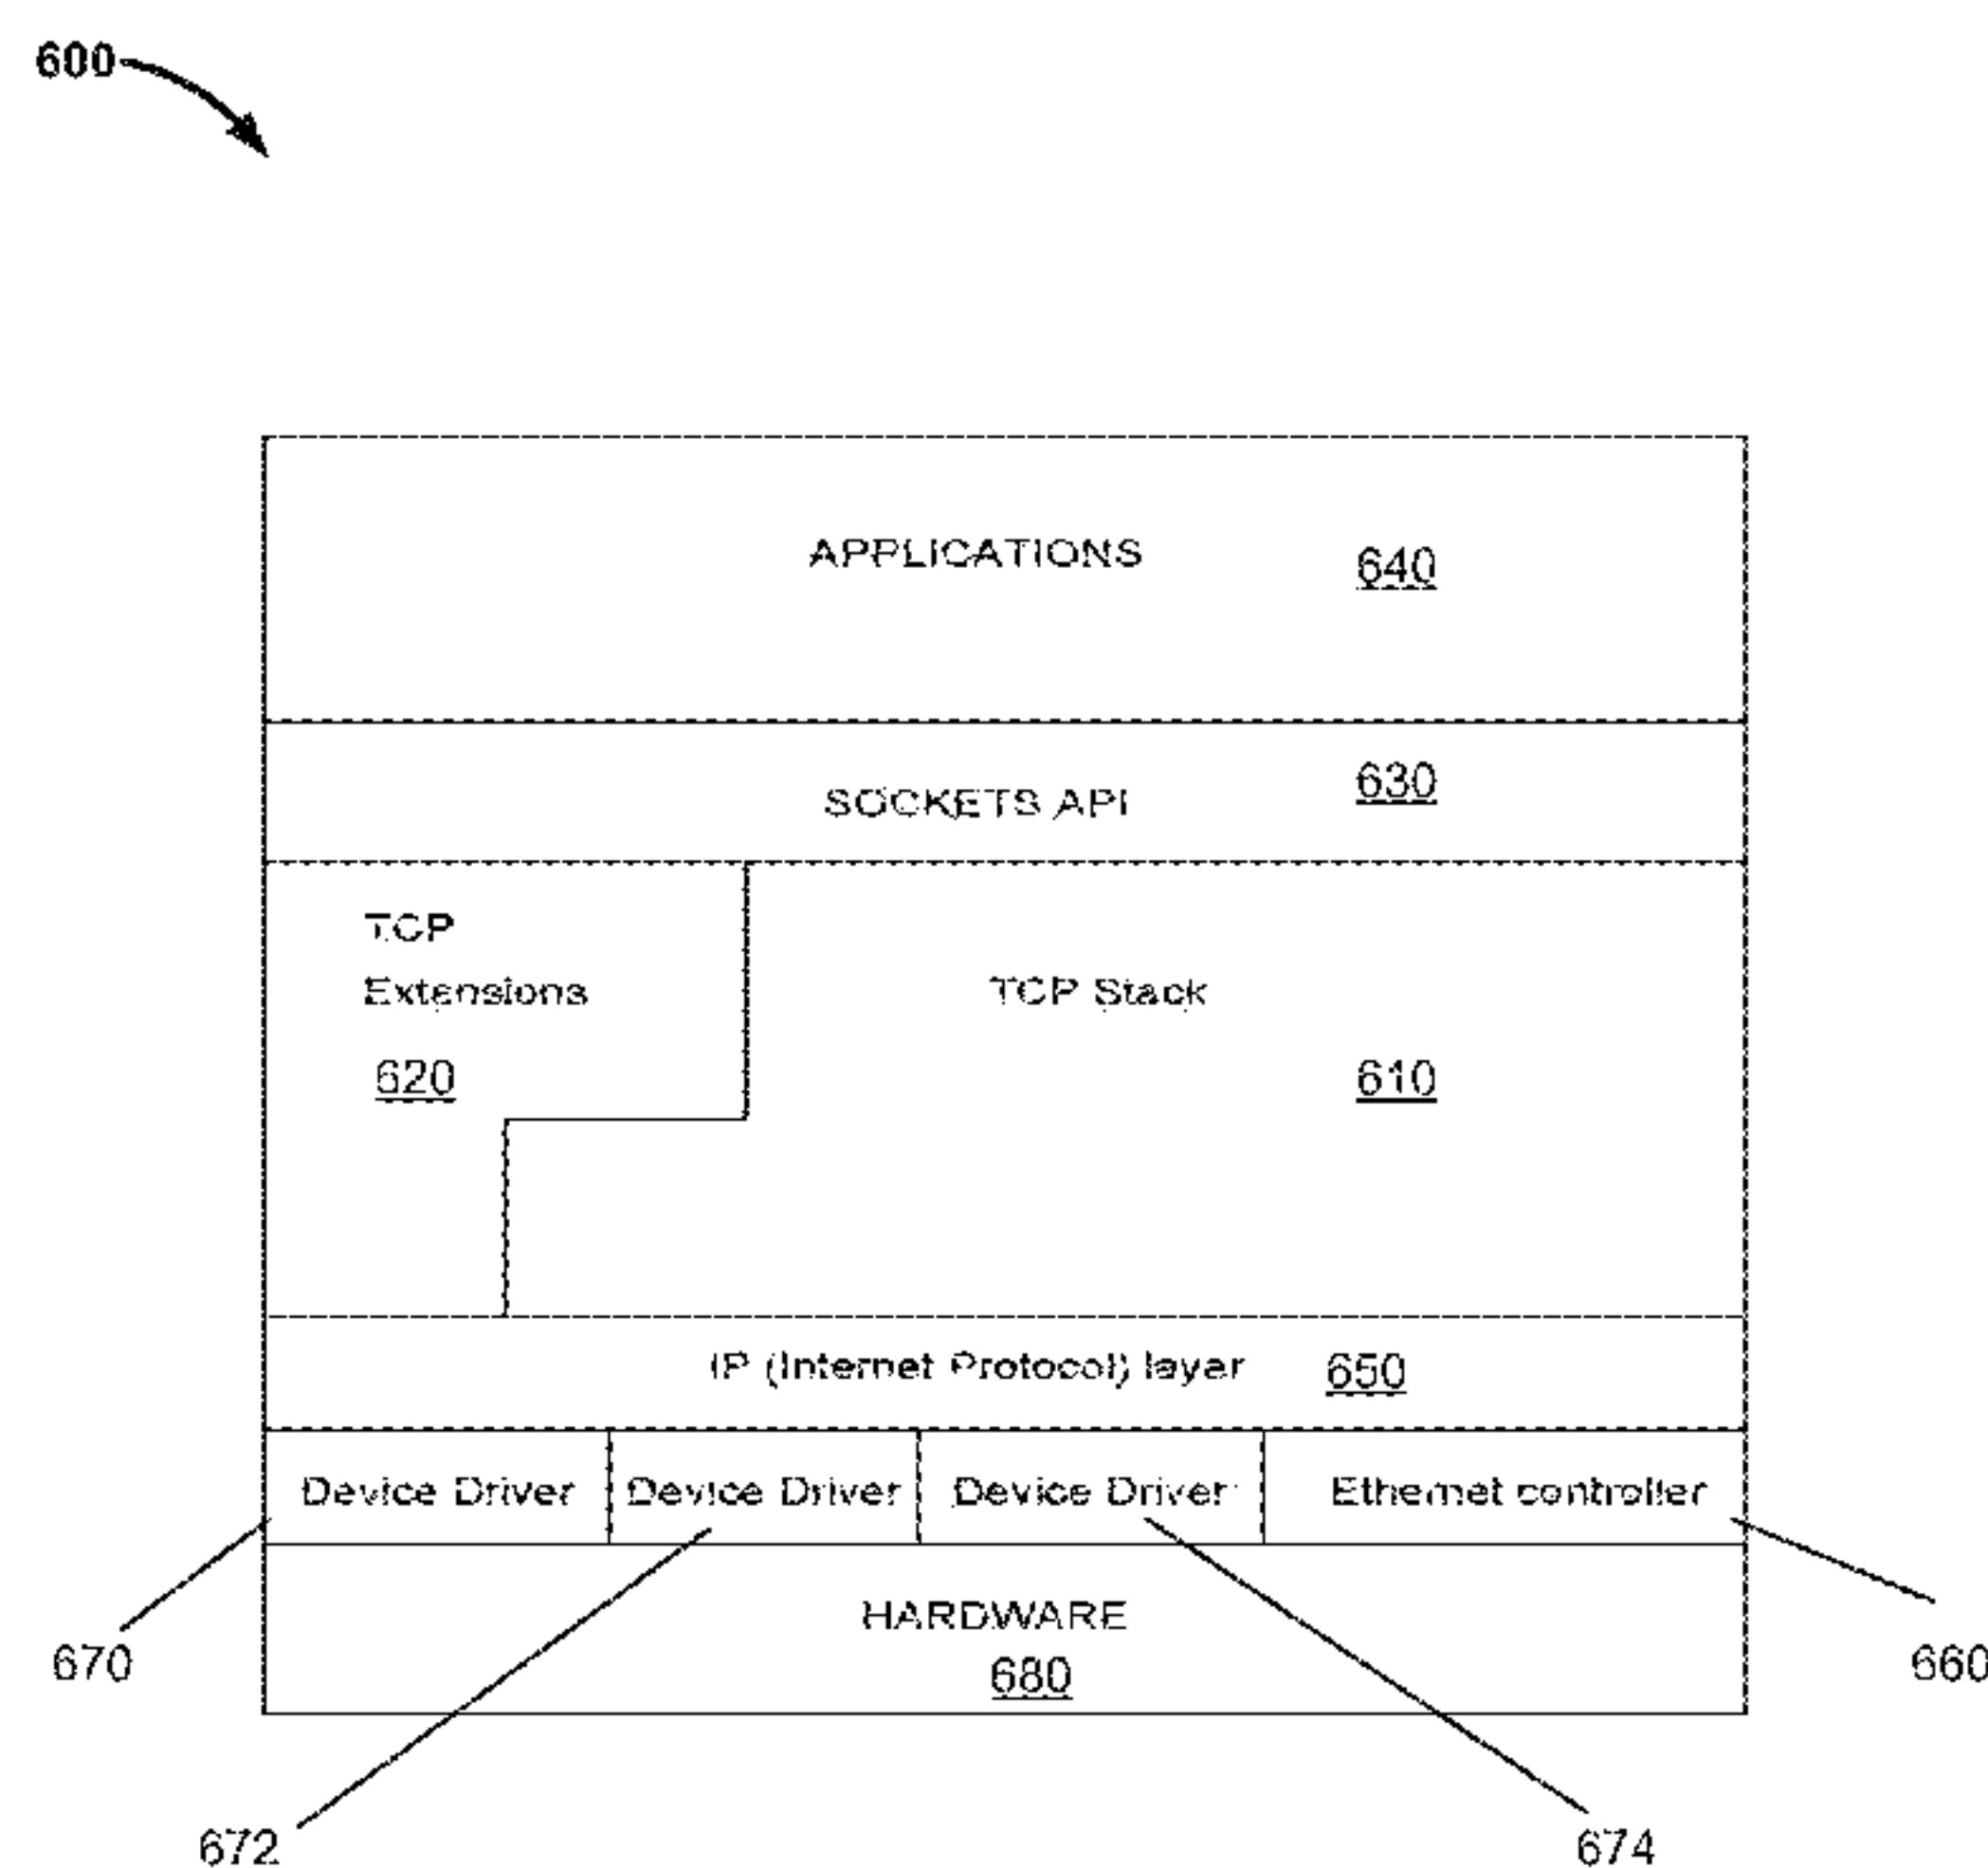 600
APPLICATIONS 640
SOCKETS API 630
TCP
Extensions
620
TCP Stack
610
IP (Internet Protocol) layer 650
Device Driver Device Driver Device Driver Ethernet controller
HARDWARE
680
670
660
672
674